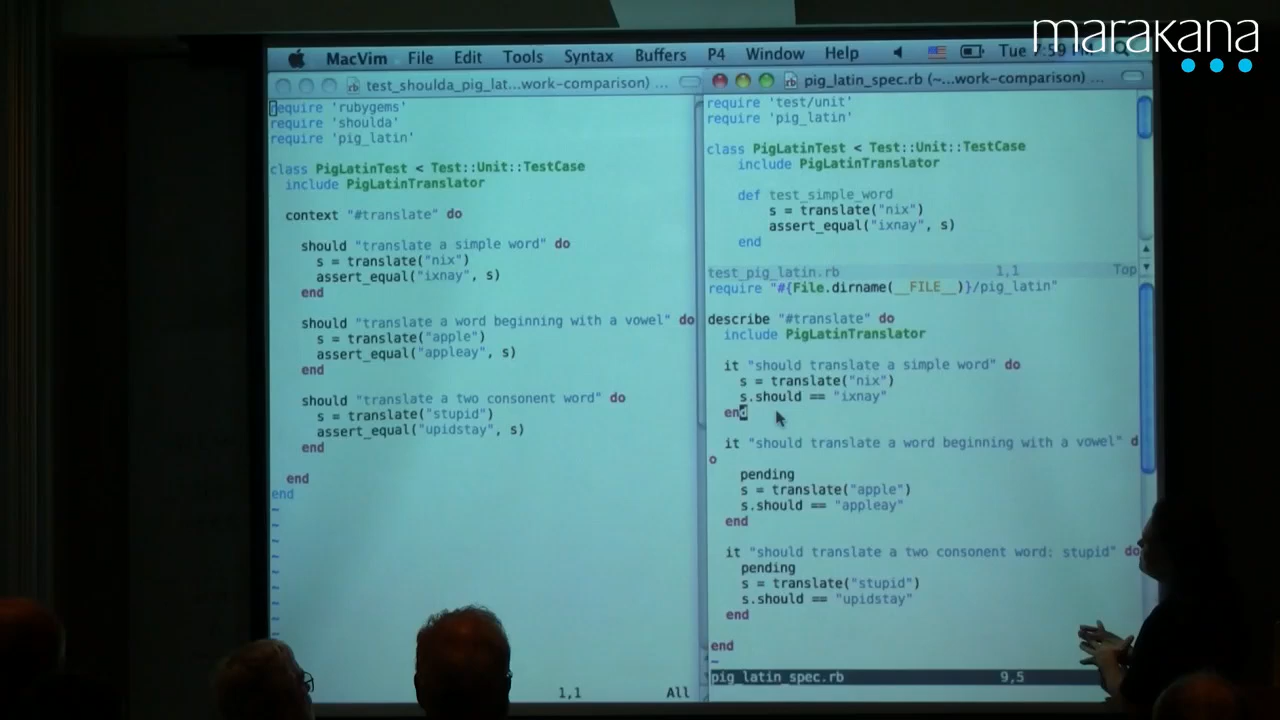 marakana
MacVim File Edit Tools Syntax Buffers P4 Window Help Tue 7:59
test_shoulda_pig_lat...work-comparison) ...
require 'rubygems'
require 'shoulda'
require 'pig_latin'
class PigLatinTest < Test::Unit::TestCase
include PigLatinTranslator
context "#translate" do
should "translate a simple word" do
s = translate("nix")
assert_equal("ixnay", s)
end
should "translate a word beginning with a vowel" do
s = translate("apple")
assert_equal("appleay", s)
end
should "translate a two consonent word" do
s = translate("stupid")
assert_equal("upidstay", s)
end
end
end
~
~
~
~
~
~
~
~
~
1,1 All
pig_latin_spec.rb (~...work-comparison) ...
require 'test/unit'
require 'pig_latin'
class PigLatinTest < Test::Unit::TestCase
include PigLatinTranslator
def test_simple_word
s = translate("nix")
assert_equal("ixnay", s)
end
test_pig_latin.rb 1,1 Top
require "#{File.dirname(__FILE__)}/pig_latin"
describe "#translate" do
include PigLatinTranslator
it "should translate a simple word" do
s = translate("nix")
s.should == "ixnay"
end
it "should translate a word beginning with a vowel" d
o
pending
s = translate("apple")
s.should == "appleay"
end
it "should translate a two consonent word: stupid" do
pending
s = translate("stupid")
s.should == "upidstay"
end
end
~
pig_latin_spec.rb 9,5